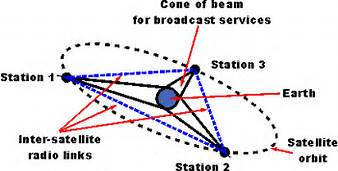 Cone of beam
for broadcast services
Station 1
Station 3
Earth
Inter-satellite
radio links
Satellite
orbit
Station 2